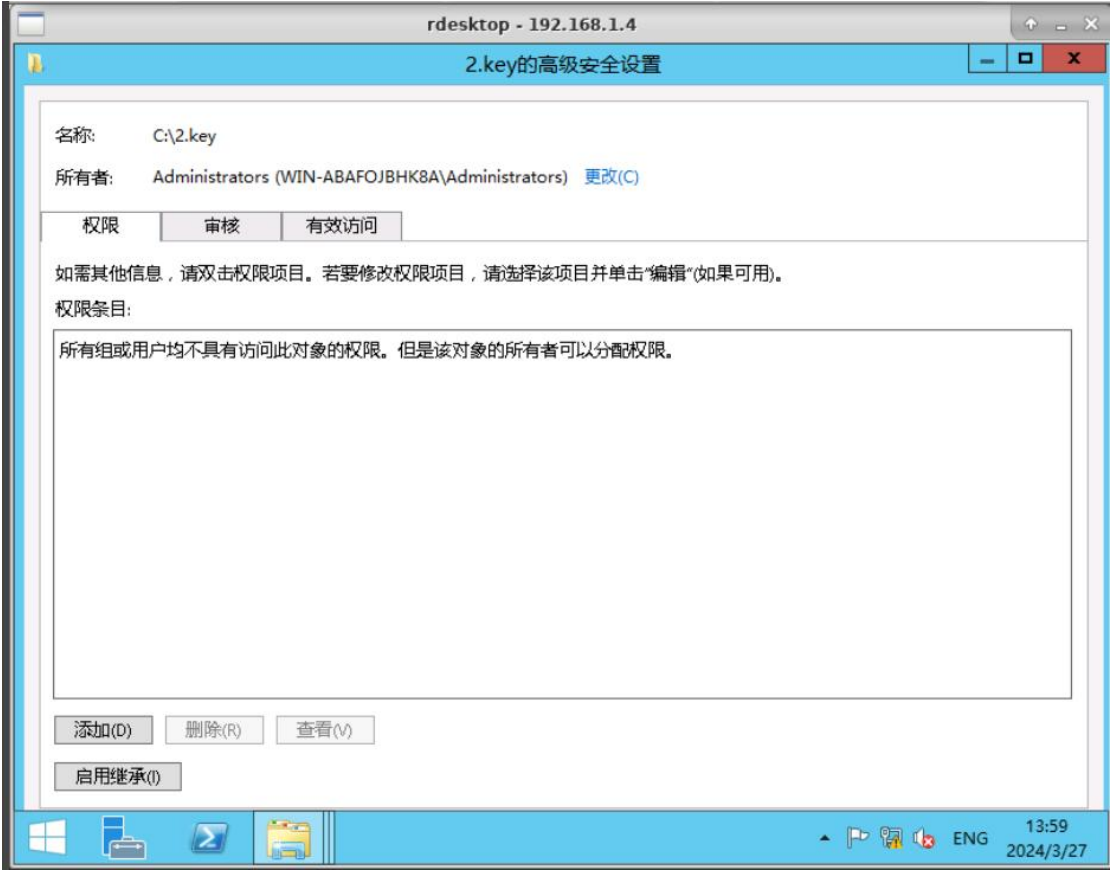 rdesktop - 192.168.1.4
2.key的高级安全设置
名称: C:\2.key
所有者: Administrators (WIN-ABAFOJBHK8A\Administrators) 更改(C)
权限 审核 有效访问
如需其他信息，请双击权限项目。若要修改权限项目，请选择该项目并单击"编辑"(如果可用)。
权限条目:
所有组或用户均不具有访问此对象的权限。但是该对象的所有者可以分配权限。
添加(D) 删除(R) 查看(V)
启用继承(I)
ENG 13:59
2024/3/27